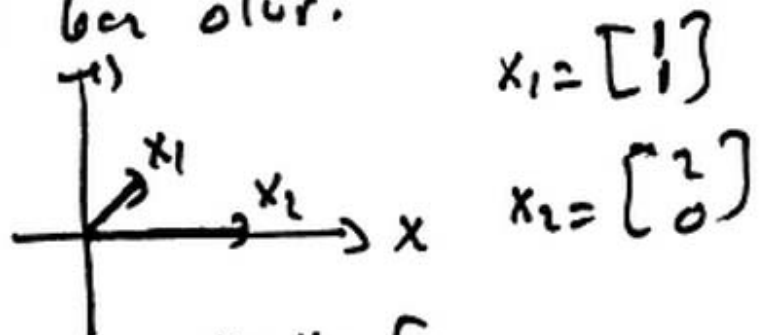 olur.
x₁ = [1 1]
x₁
x₂
x₂ = [2 0]
X